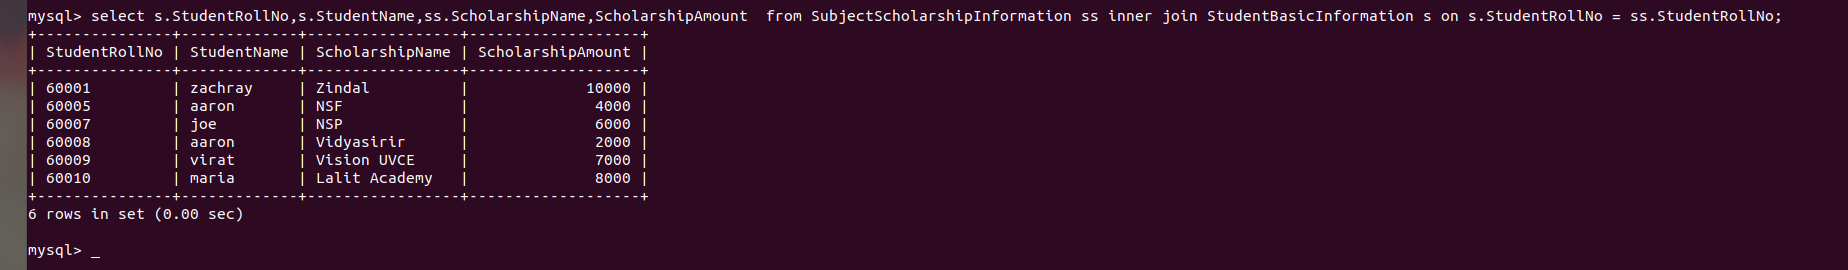 mysql> select s.StudentRollNo,s.StudentName,ss.ScholarshipName,ScholarshipAmount  from SubjectScholarshipInformation ss inner join StudentBasicInformation s on s.StudentRollNo = ss.StudentRollNo;
+---------------+-------------+-----------------+-------------------+
| StudentRollNo | StudentName | ScholarshipName | ScholarshipAmount |
+---------------+-------------+-----------------+-------------------+
| 60001         | zachray     | Zindal          |             10000 |
| 60005         | aaron       | NSF             |              4000 |
| 60007         | joe         | NSP             |              6000 |
| 60008         | aaron       | Vidyasirir      |              2000 |
| 60009         | virat       | Vision UVCE     |              7000 |
| 60010         | maria       | Lalit Academy   |              8000 |
+---------------+-------------+-----------------+-------------------+
6 rows in set (0.00 sec)
mysql> _